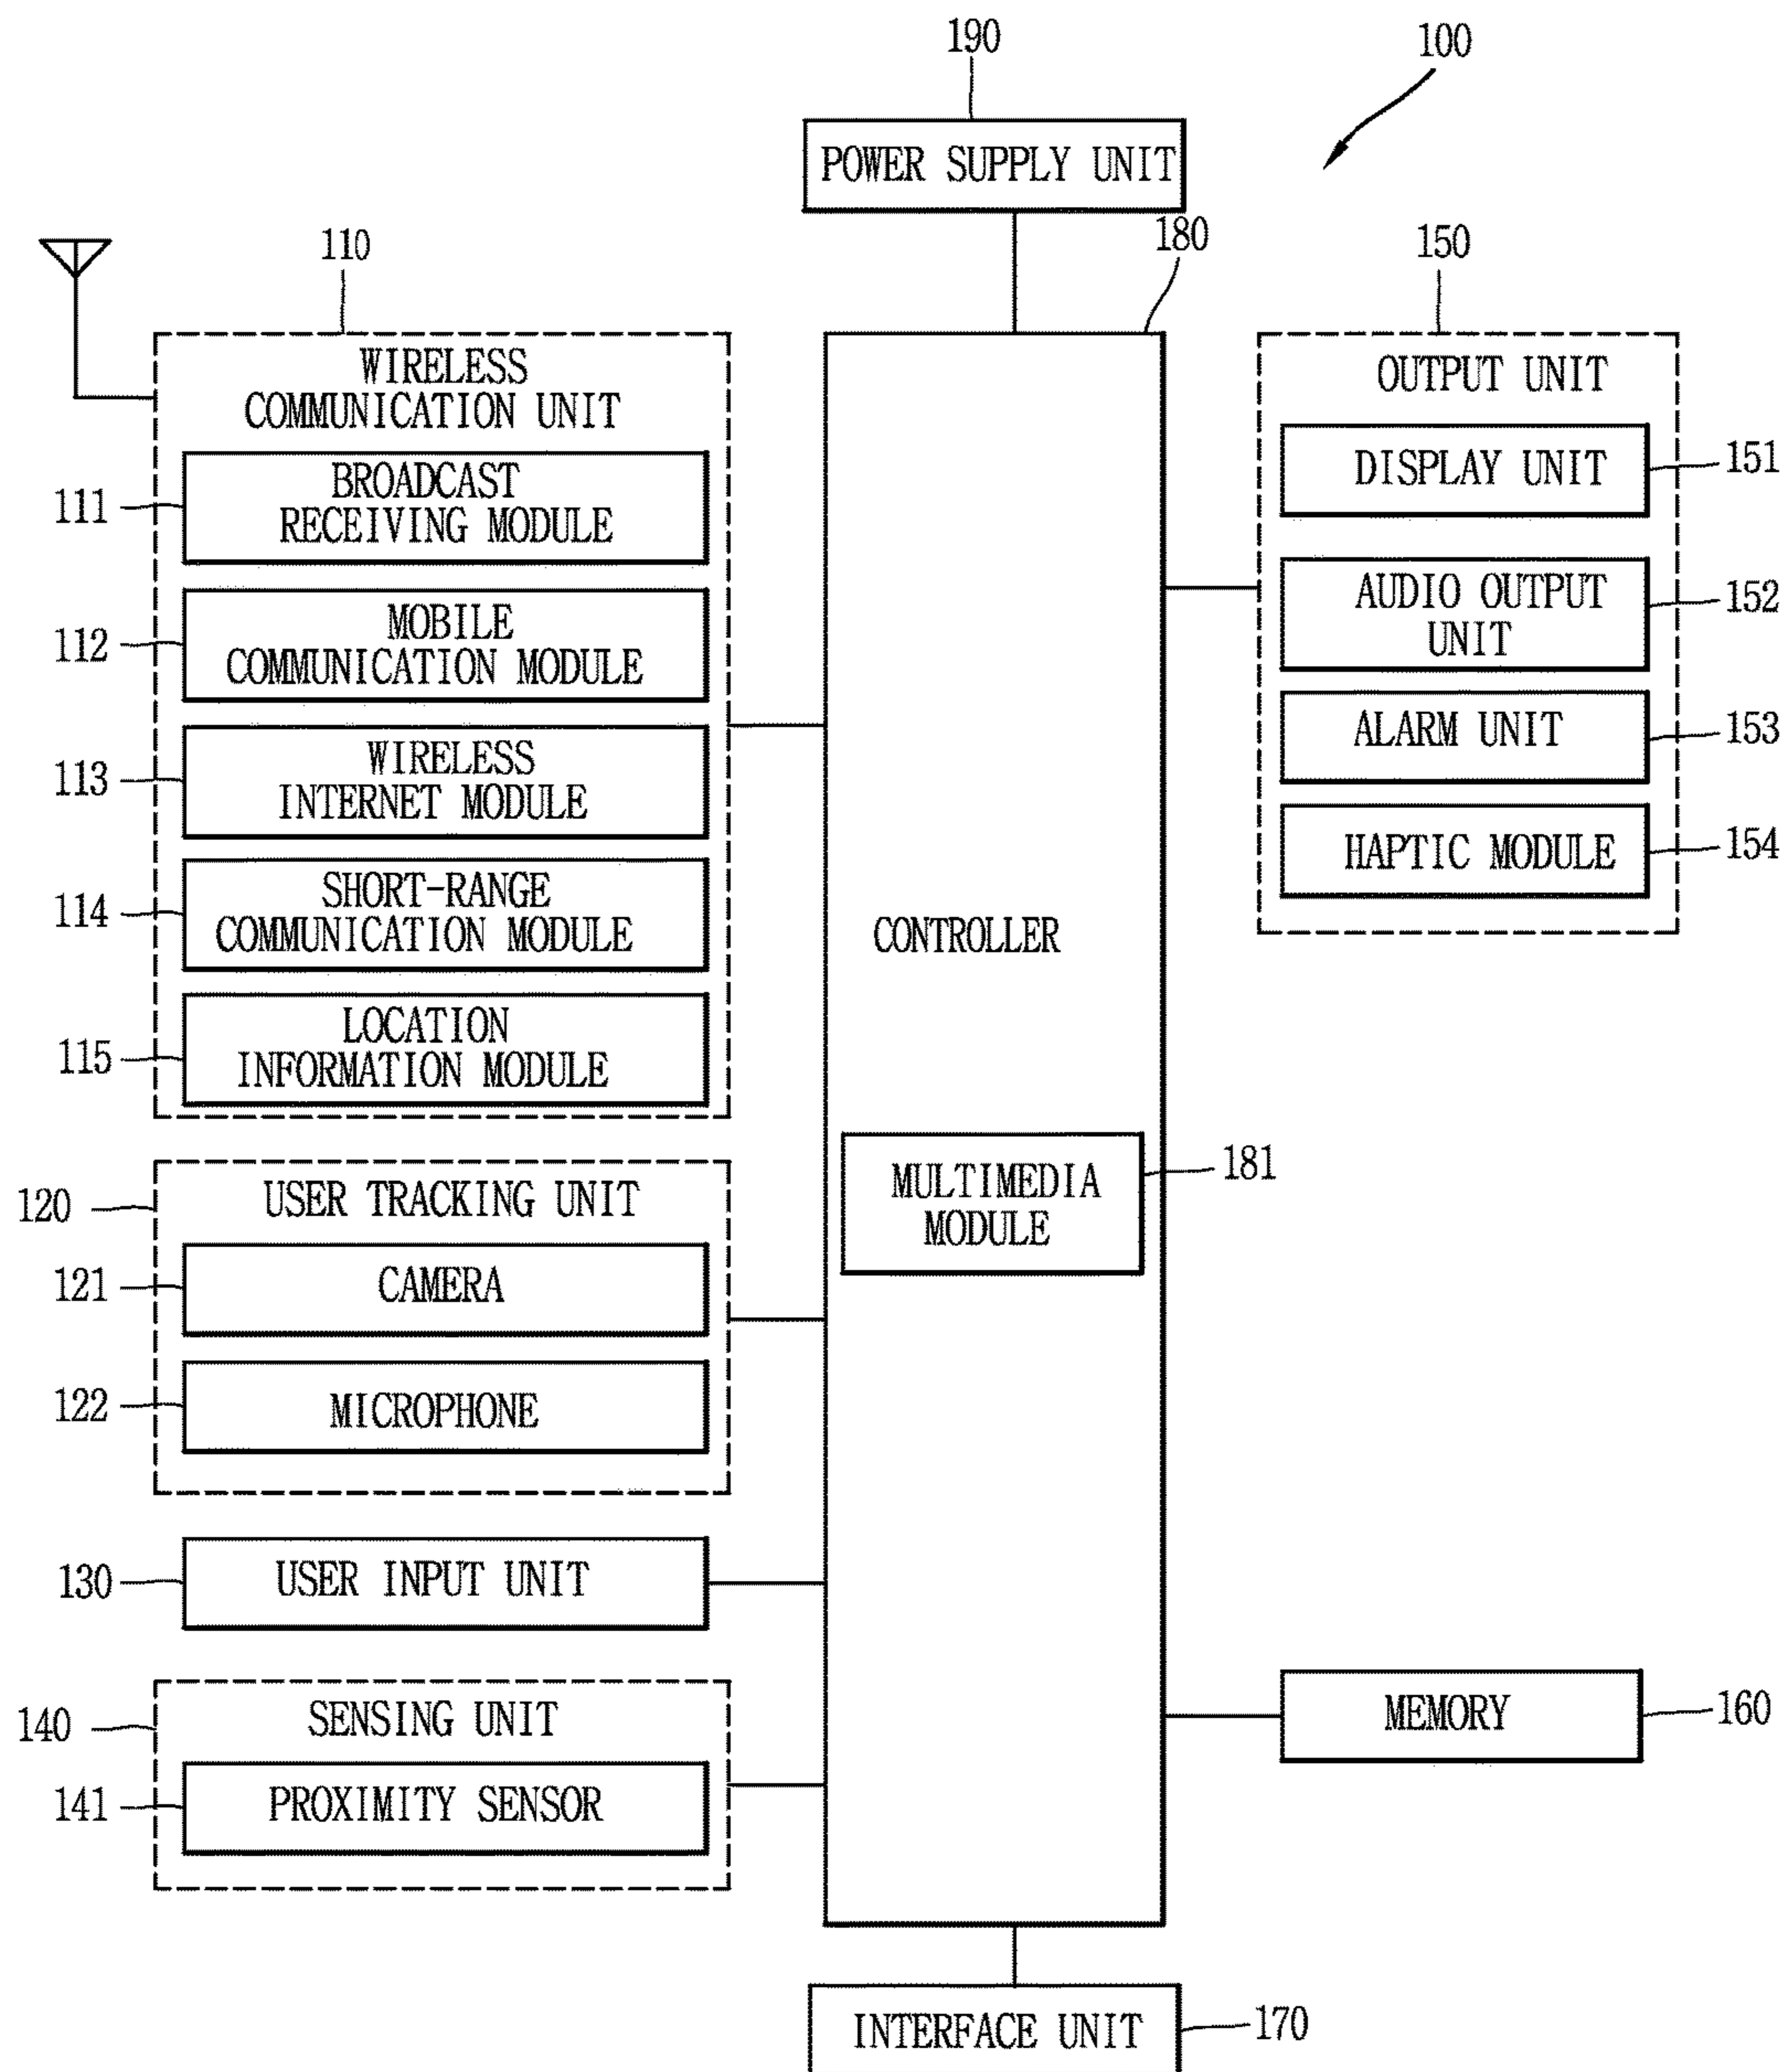 190
100
POWER SUPPLY UNIT
110
180
150
WIRELESS
COMMUNICATION UNIT
111
BROADCAST
RECEIVING MODULE
112
MOBILE
COMMUNICATION MODULE
113
WIRELESS
INTERNET MODULE
114
SHORT-RANGE
COMMUNICATION MODULE
115
LOCATION
INFORMATION MODULE
120
USER TRACKING UNIT
121
CAMERA
122
MICROPHONE
130
USER INPUT UNIT
140
SENSING UNIT
141
PROXIMITY SENSOR
CONTROLLER
MULTIMEDIA
MODULE
181
OUTPUT UNIT
DISPLAY UNIT
151
AUDIO OUTPUT
UNIT
152
ALARM UNIT
153
HAPTIC MODULE
154
MEMORY
160
INTERFACE UNIT
170